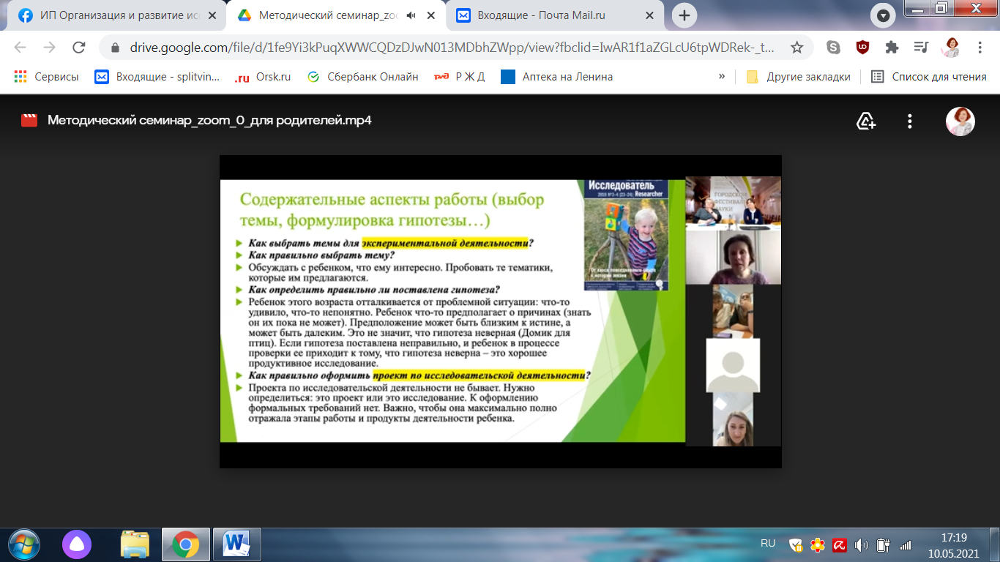 ИП Организация и развитие исс
Методический семинар_zoo
Входящие - Почта Mail.ru
drive.google.com/file/d/1fe9Yi3kPuqXWWCQDzDJwN013MDbhZWpp/view?fbclid=IwAR1f1aZGLcU6tpWDRek-_t...
Сервисы
Входящие - splitvin...
.ru Orsk.ru
Сбербанк Онлайн
ржд Р Ж Д
Аптека на Ленина
»
Другие закладки
Список для чтения
Методический семинар_zoom_0_для родителей.mp4
Содержательные аспекты работы (выбор
темы, формулировка гипотезы…)
Как выбрать темы для экспериментальной деятельности?
Как правильно выбрать тему?
Обсуждать с ребенком, что ему интересно. Пробовать те тематики,
которые им предлагаются.
Как определить правильно ли поставлена гипотеза?
Ребенок этого возраста отталкивается от проблемной ситуации: что-то
удивило, что-то непонятно. Ребенок что-то предполагает о причинах (знать
он их пока не может). Предположение может быть близким к истине, а
может быть далеким. Это не значит, что гипотеза неверная (Домик для
птиц). Если гипотеза поставлена неправильно, и ребенок в процессе
проверки ее приходит к тому, что гипотеза неверна – это хорошее
продуктивное исследование.
Как правильно оформить проект по исследовательской деятельности?
Проекта по исследовательской деятельности не бывает. Нужно
определиться: это проект или это исследование. К оформлению
формальных требований нет. Важно, чтобы она максимально полно
отражала этапы работы и продукты деятельности ребенка.
Исследователь
Researcher
От хаоса повседневного опыта
к истории жизни
ГОРОДСКОЙ
ФЕСТИВАЛЬ
НАУКИ
RU
17:19
10.05.2021